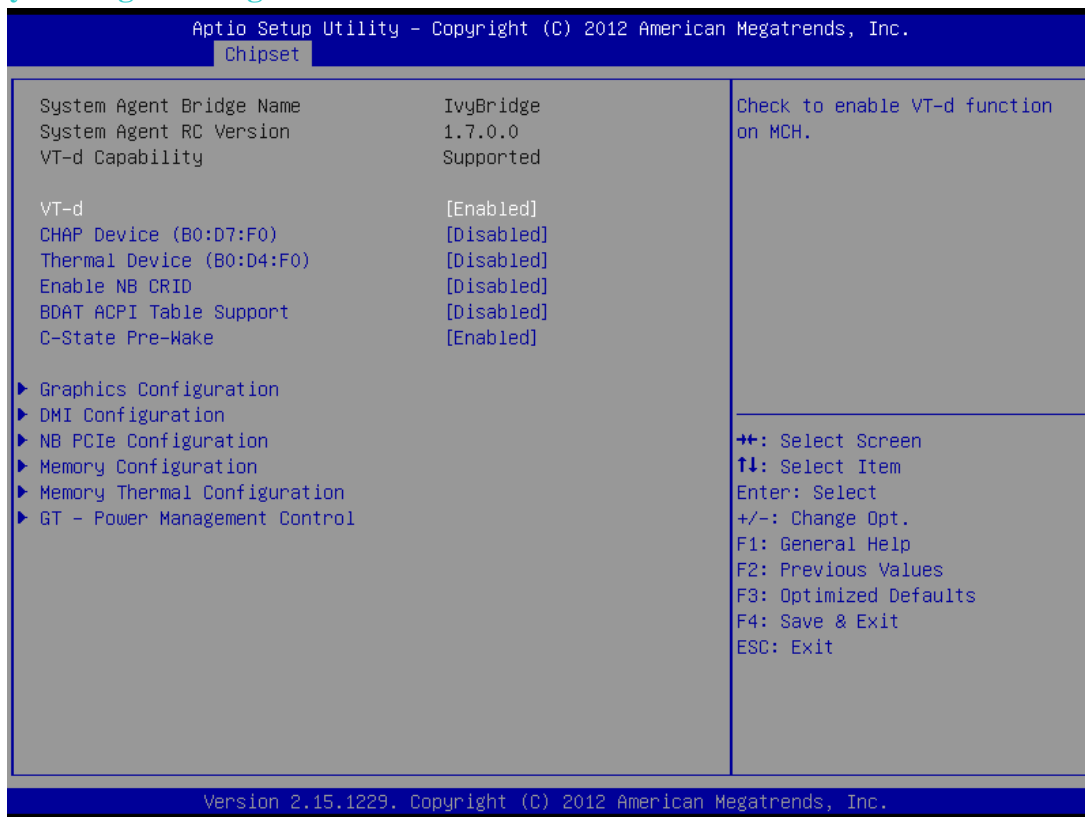 Aptio Setup Utility – Copyright (C) 2012 American Megatrends, Inc.
Chipset
System Agent Bridge Name IvyBridge
System Agent RC Version 1.7.0.0
VT-d Capability Supported
VT-d [Enabled]
CHAP Device (B0:D7:F0) [Disabled]
Thermal Device (B0:D4:F0) [Disabled]
Enable NB CRID [Disabled]
BDAT ACPI Table Support [Disabled]
C-State Pre-Wake [Enabled]
▶ Graphics Configuration
▶ DMI Configuration
▶ NB PCIe Configuration
▶ Memory Configuration
▶ Memory Thermal Configuration
▶ GT – Power Management Control
Check to enable VT-d function
on MCH.
→←: Select Screen
↑↓: Select Item
Enter: Select
+/-: Change Opt.
F1: General Help
F2: Previous Values
F3: Optimized Defaults
F4: Save & Exit
ESC: Exit
Version 2.15.1229. Copyright (C) 2012 American Megatrends, Inc.